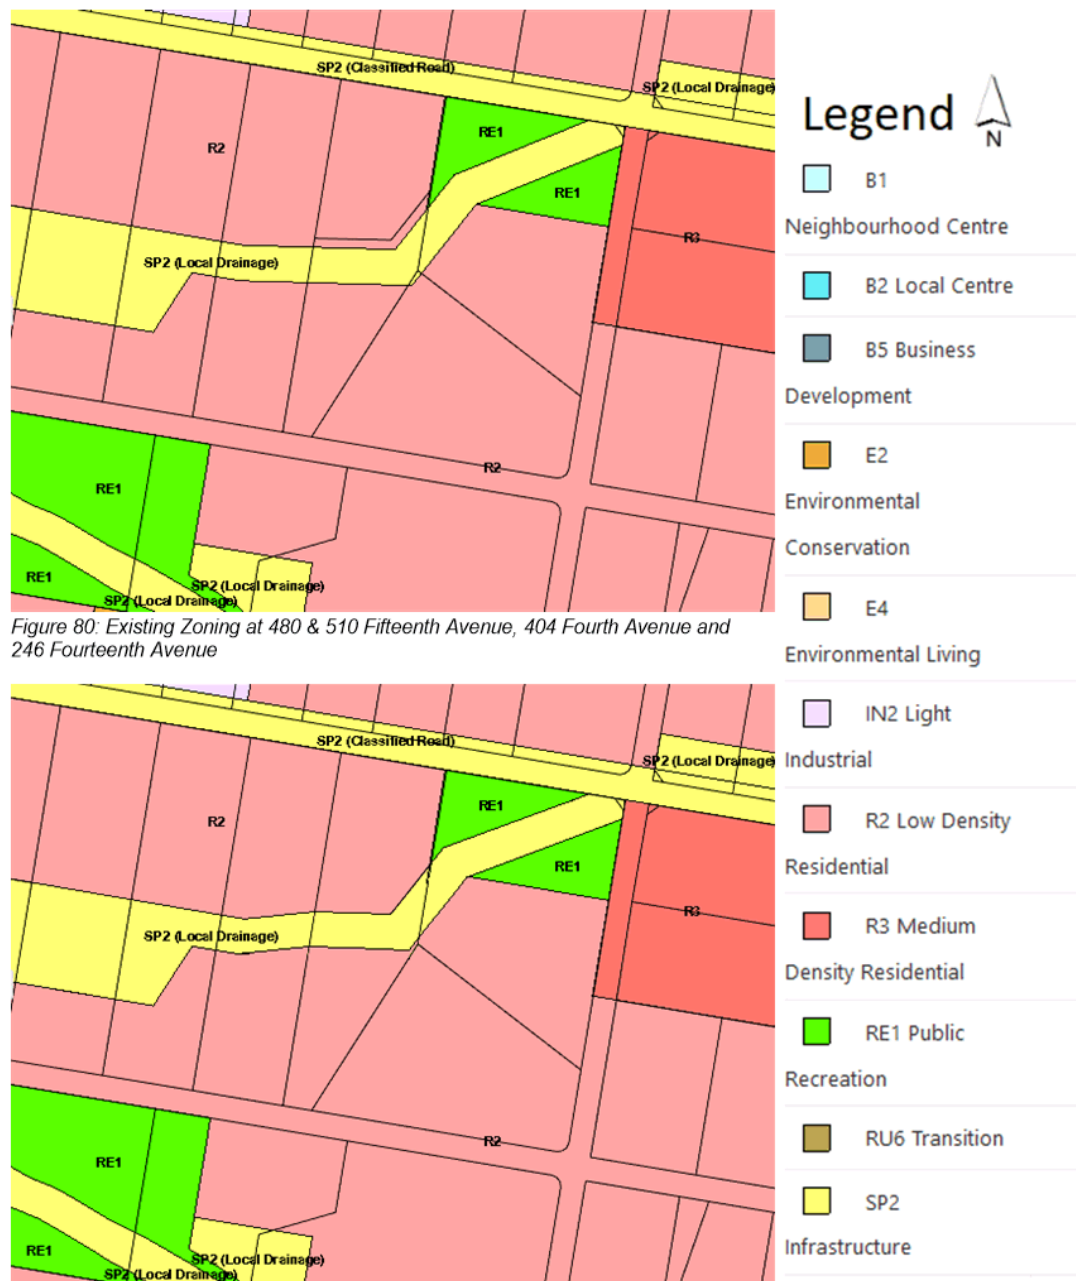 SP2 (Classified Road)
SP2 (Local Drainage)
RE1
R2
RE1
R3
SP2 (Local Drainage)
R2
RE1
RE1
SP2 (Local Drainage)
SP2 (Local Drainage)
Figure 80: Existing Zoning at 480 & 510 Fifteenth Avenue, 404 Fourth Avenue and
246 Fourteenth Avenue
SP2 (Classified Road)
SP2 (Local Drainage)
RE1
R2
RE1
R3
SP2 (Local Drainage)
R2
RE1
RE1
SP2 (Local Drainage)
SP2 (Local Drainage)
Legend
N
B1
Neighbourhood Centre
B2 Local Centre
B5 Business
Development
E2
Environmental
Conservation
E4
Environmental Living
IN2 Light
Industrial
R2 Low Density
Residential
R3 Medium
Density Residential
RE1 Public
Recreation
RU6 Transition
SP2
Infrastructure